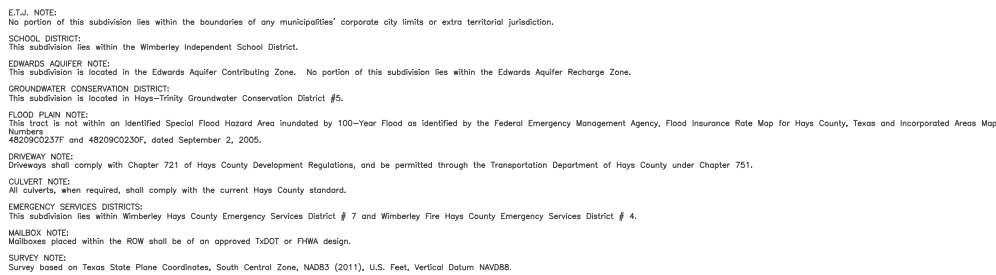 E.T.J. NOTE:
No portion of this subdivision lies within the boundaries of any municipalities' corporate city limits or extra territorial jurisdiction.
SCHOOL DISTRICT:
This subdivision lies within the Wimberley Independent School District.
EDWARDS AQUIFER NOTE:
This subdivision is located in the Edwards Aquifer Contributing Zone.  No portion of this subdivision lies within the Edwards Aquifer Recharge Zone.
GROUNDWATER CONSERVATION DISTRICT:
This subdivision is located in Hays-Trinity Groundwater Conservation District #5.
FLOOD PLAIN NOTE:
This tract is not within an Identified Special Flood Hazard Area inundated by 100-Year Flood as identified by the Federal Emergency Management Agency, Flood Insurance Rate Map for Hays County, Texas and Incorporated Areas Map
Numbers
48209C0237F and 48209C0230F, dated September 2, 2005.
DRIVEWAY NOTE:
Driveways shall comply with Chapter 721 of Hays County Development Regulations, and be permitted through the Transportation Department of Hays County under Chapter 751.
CULVERT NOTE:
All culverts, when required, shall comply with the current Hays County standard.
EMERGENCY SERVICES DISTRICTS:
This subdivision lies within Wimberley Hays County Emergency Services District # 7 and Wimberley Fire Hays County Emergency Services District # 4.
MAILBOX NOTE:
Mailboxes placed within the ROW shall be of an approved TxDOT or FHWA design.
SURVEY NOTE:
Survey based on Texas State Plane Coordinates, South Central Zone, NAD83 (2011), U.S. Feet, Vertical Datum NAVD88.